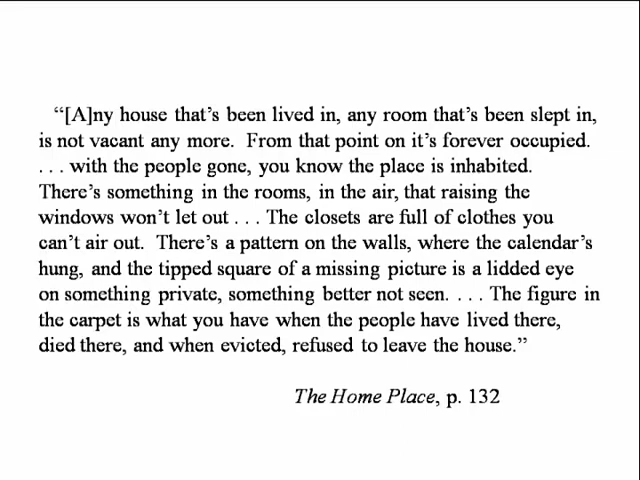 “[A]ny house that’s been lived in, any room that’s been slept in,
is not vacant any more.  From that point on it’s forever occupied.
. . . with the people gone, you know the place is inhabited.
There’s something in the rooms, in the air, that raising the
windows won’t let out . . . The closets are full of clothes you
can’t air out.  There’s a pattern on the walls, where the calendar’s
hung, and the tipped square of a missing picture is a lidded eye
on something private, something better not seen. . . . The figure in
the carpet is what you have when the people have lived there,
died there, and when evicted, refused to leave the house.”
The Home Place, p. 132